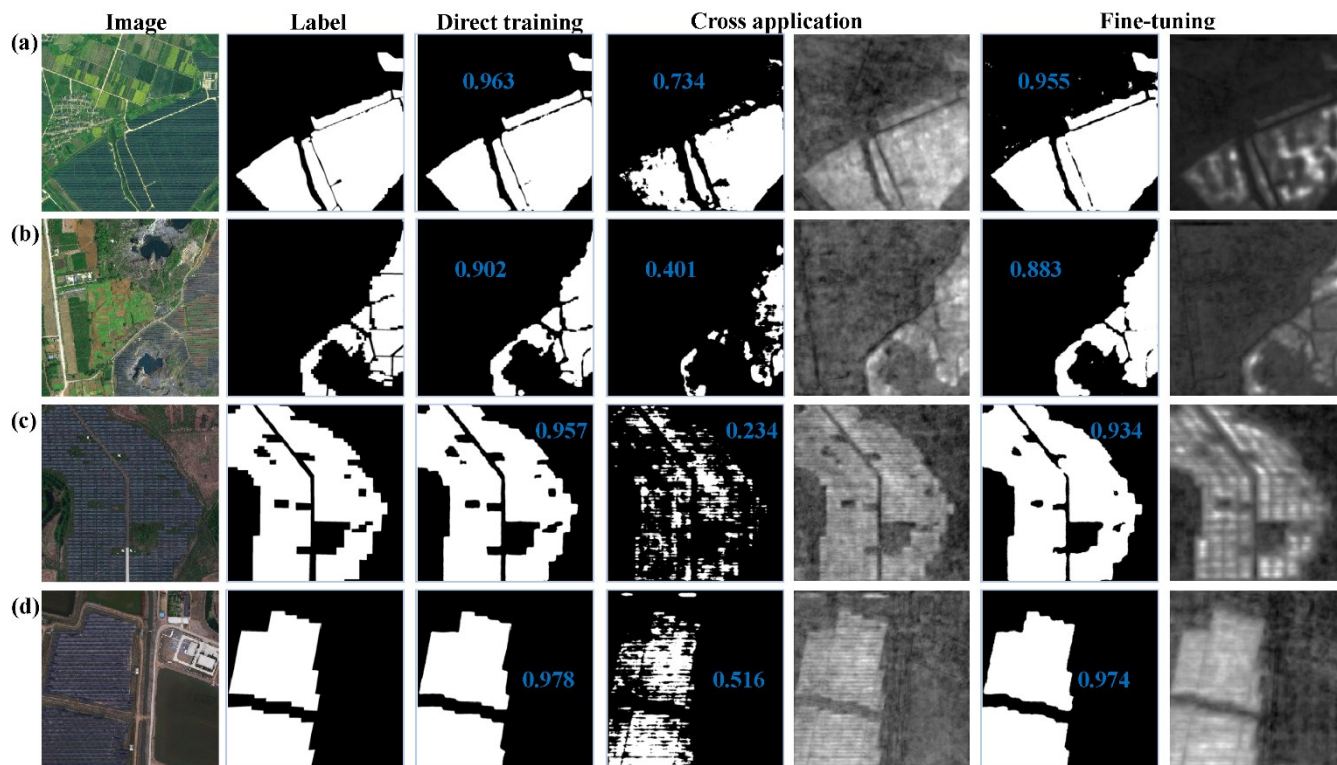 Image Label Direct training Cross application Fine-tuning
(a) 0.963 0.734 0.955
(b) 0.902 0.401 0.883
(c) 0.957 0.234 0.934
(d) 0.978 0.516 0.974